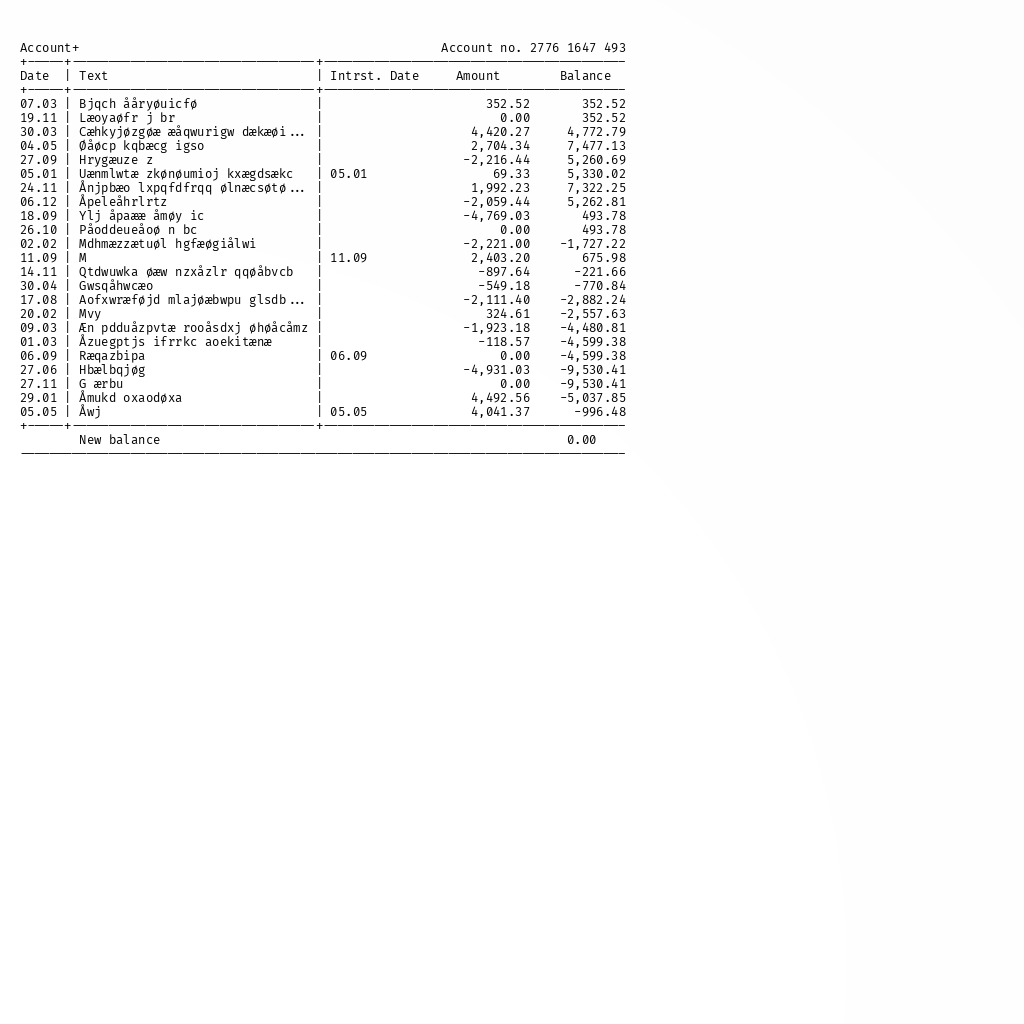 Account+ Account no. 2776 1647 493
Date | Text | Intrst. Date Amount Balance
07.03 | Bjqch ååryøuicfø | 352.52 352.52
19.11 | Læoyaøfr j br | 0.00 352.52
30.03 | Cæhkyjøzgøæ æåqwurigw dækæøi... | 4,420.27 4,772.79
04.05 | Øåøcp kqbæcg igso | 2,704.34 7,477.13
27.09 | Hrygæuze z | -2,216.44 5,260.69
05.01 | Uænmlwtæ zkønøumioj kxægdsækc | 05.01 69.33 5,330.02
24.11 | Ånjpbæo lxpqfdfrqq ølnæcsøtø... | 1,992.23 7,322.25
06.12 | Åpeleåhrlrtz | -2,059.44 5,262.81
18.09 | Ylj åpaææ åmøy ic | -4,769.03 493.78
26.10 | Påoddeueåoø n bc | 0.00 493.78
02.02 | Mdhmæzzætuøl hgfæøgiålwi | -2,221.00 -1,727.22
11.09 | M | 11.09 2,403.20 675.98
14.11 | Qtdwuwka øæw nzxåzlr qqøåbvcb | -897.64 -221.66
30.04 | Gwsqåhwcæo | -549.18 -770.84
17.08 | Aofxwræføjd mlajøæbwpu glsdb... | -2,111.40 -2,882.24
20.02 | Mvy | 324.61 -2,557.63
09.03 | Æn pdduåzpvtæ rooåsdxj øhøåcåmz | -1,923.18 -4,480.81
01.03 | Åzuegptjs ifrrkc aoekitænæ | -118.57 -4,599.38
06.09 | Ræqazbipa | 06.09 0.00 -4,599.38
27.06 | Hbælbqjøg | -4,931.03 -9,530.41
27.11 | G ærbu | 0.00 -9,530.41
29.01 | Åmukd oxaodøxa | 4,492.56 -5,037.85
05.05 | Åwj | 05.05 4,041.37 -996.48
New balance 0.00